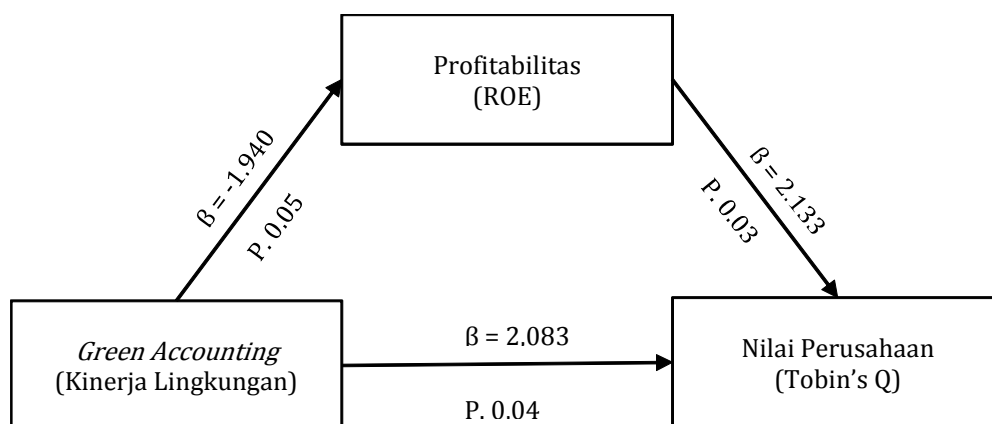 Profitabilitas
(ROE)
ß = -1.940
P. 0.05
ß = 2.133
P. 0.03
Green Accounting
(Kinerja Lingkungan)
ß = 2.083
P. 0.04
Nilai Perusahaan
(Tobin’s Q)